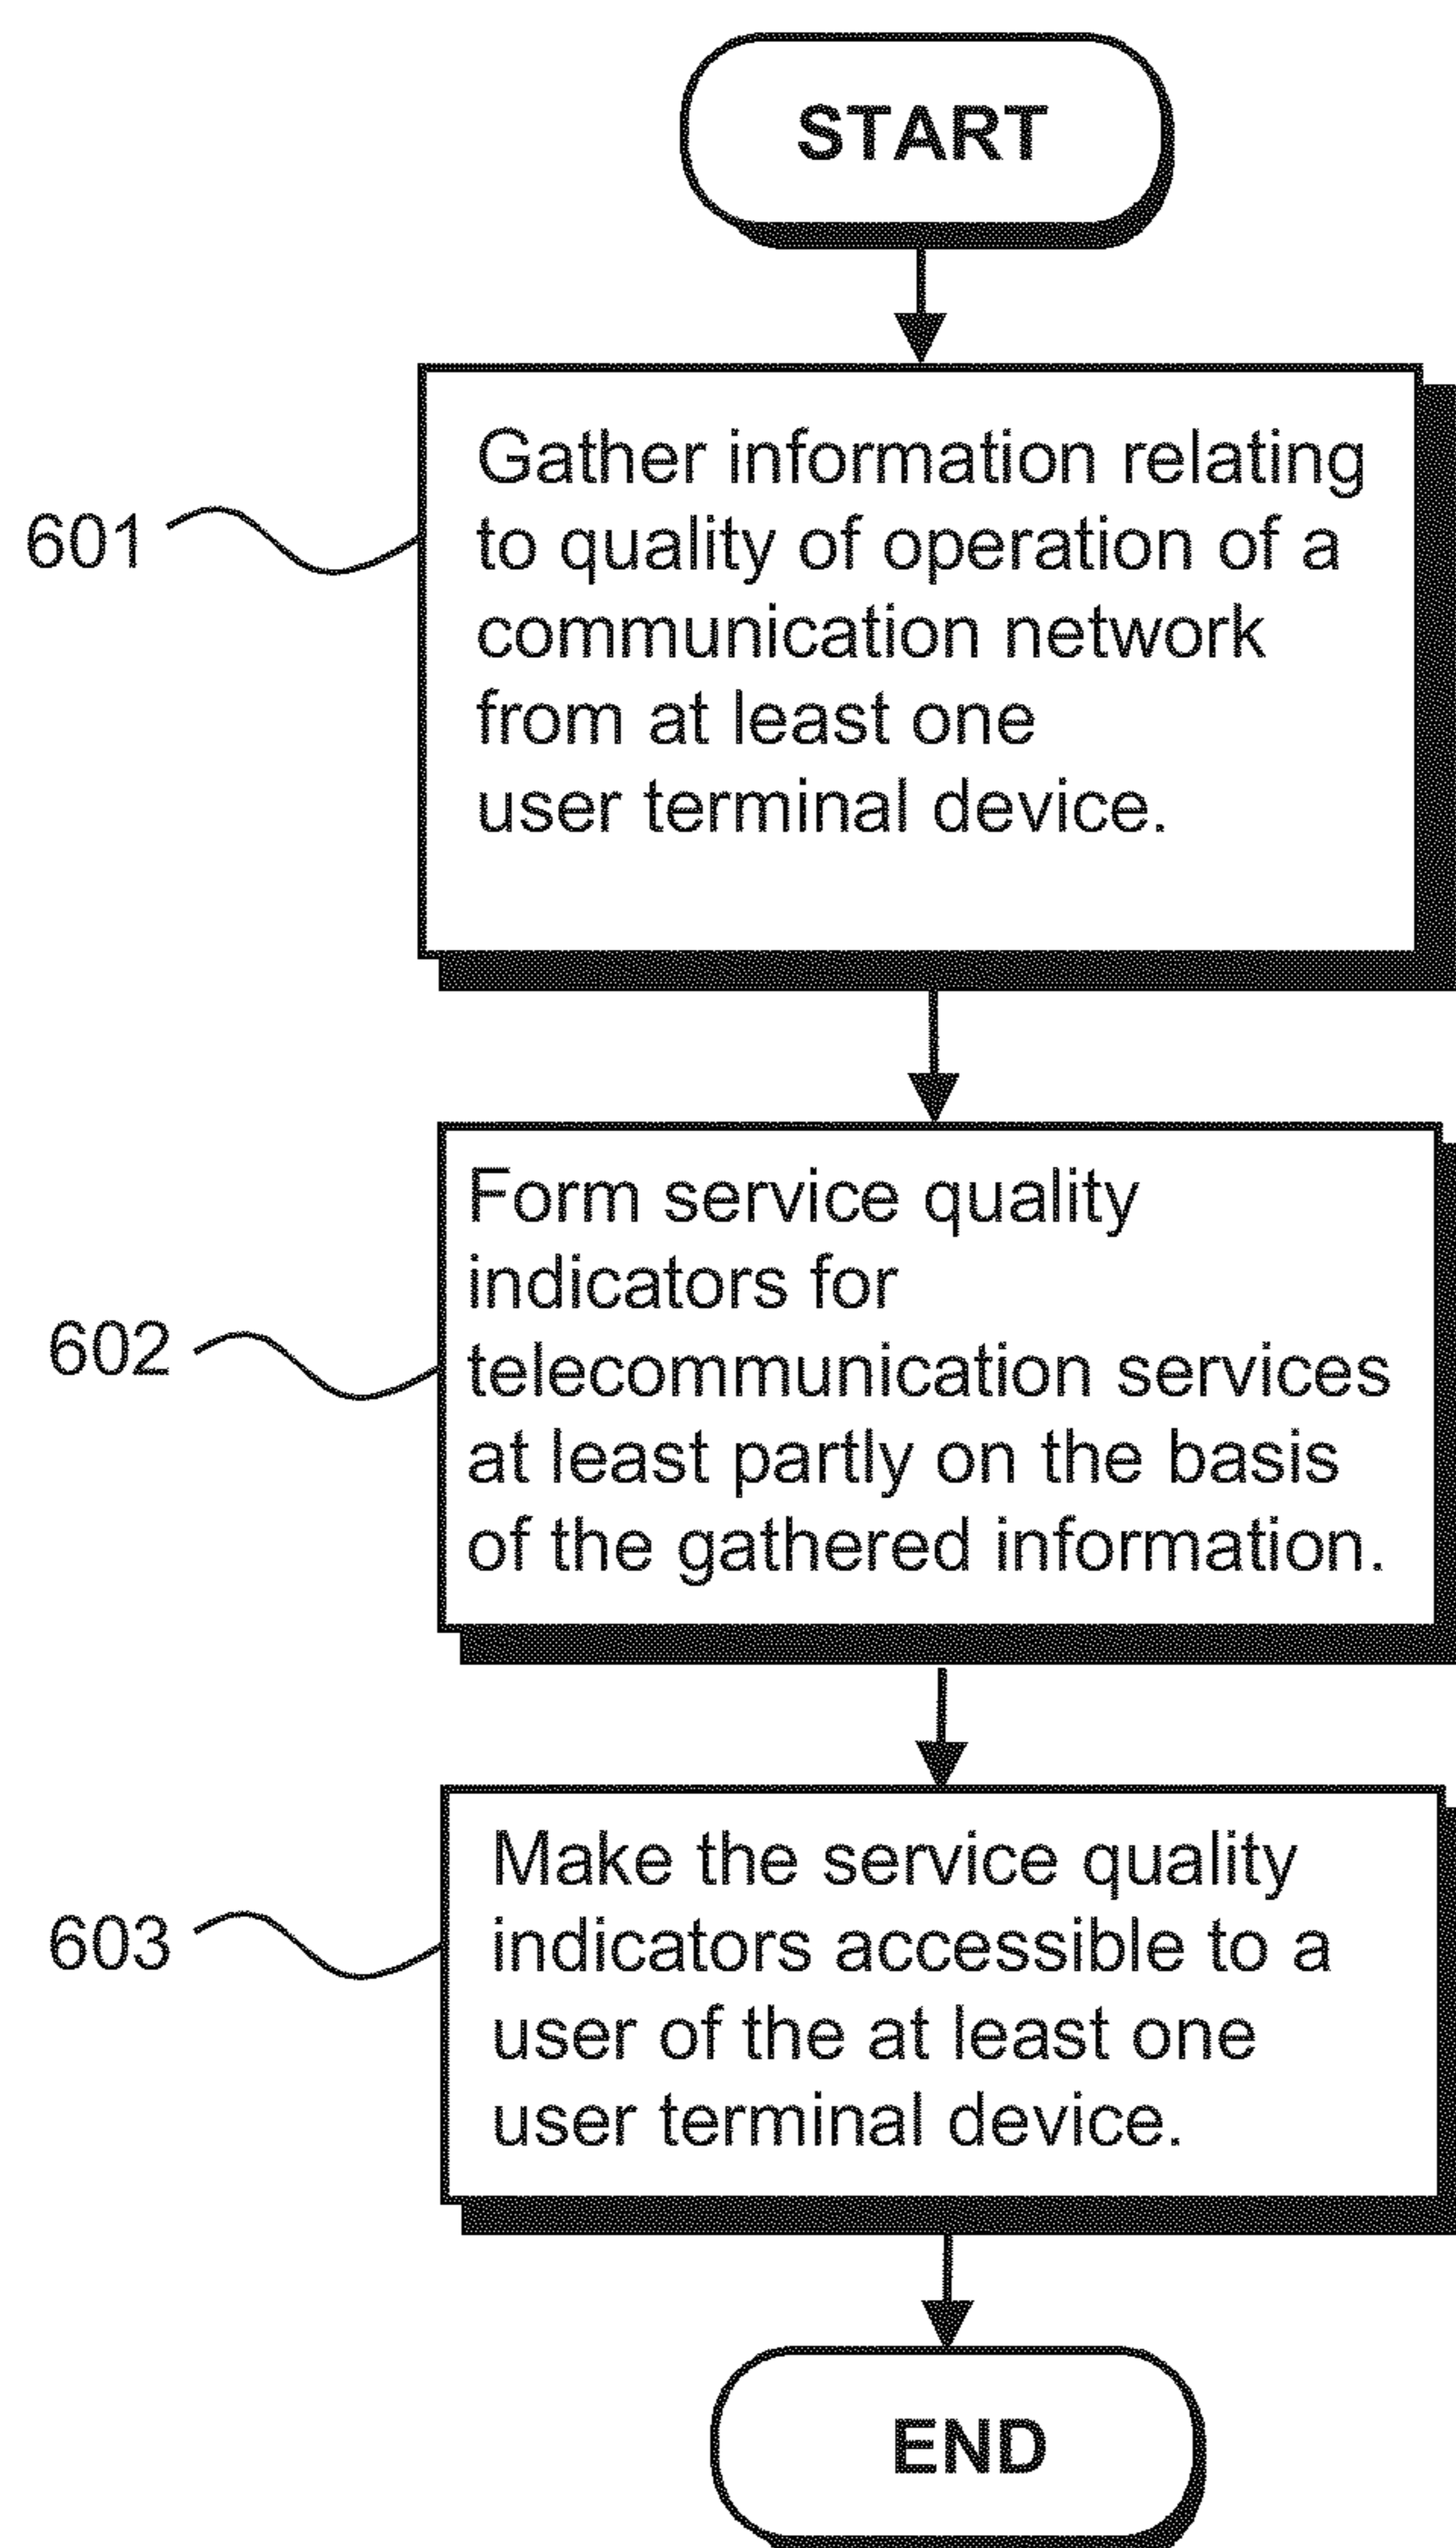 START
601
Gather information relating
to quality of operation of a
communication network
from at least one
user terminal device.
602
Form service quality
indicators for
telecommunication services
at least partly on the basis
of the gathered information.
603
Make the service quality
indicators accessible to a
user of the at least one
user terminal device.
END